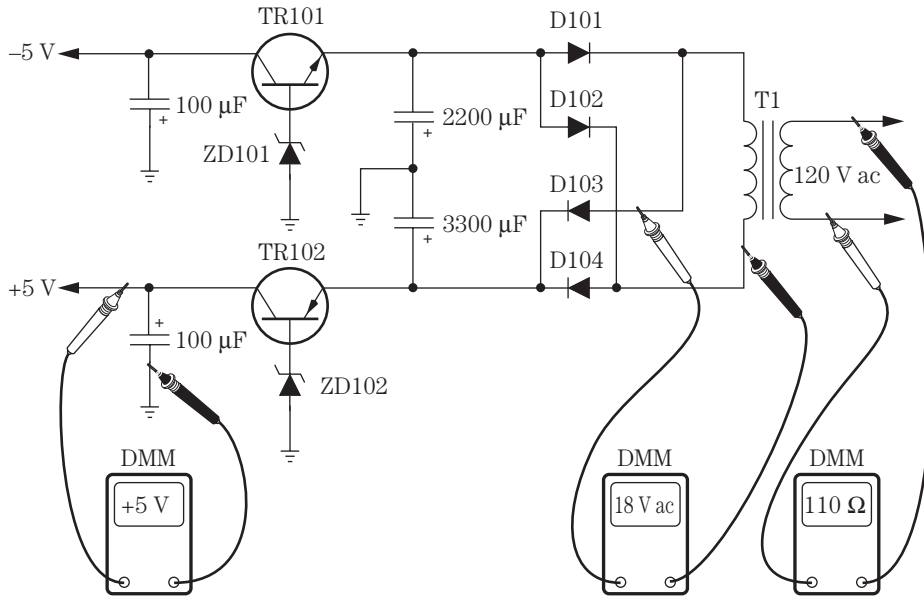 TR101
D101
–5 V
T1
100 µF
+
2200 µF
+
D102
ZD101
120 V ac
D103
3300 µF
+
TR102
D104
+5 V
+
100 µF
ZD102
DMM
DMM
DMM
+5 V
18 V ac
110 Ω